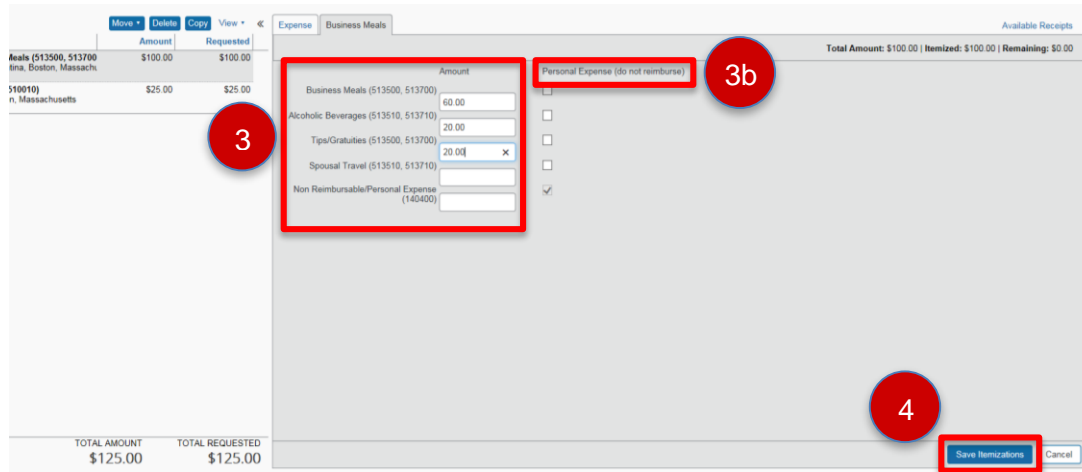 Move Delete Copy View «
Amount Requested
Meals (513500, 513700 $100.00 $100.00
tina, Boston, Massachu
510010) $25.00 $25.00
n, Massachusetts
TOTAL AMOUNT TOTAL REQUESTED
$125.00 $125.00
Expense Business Meals Available Receipts
Total Amount: $100.00 | Itemized: $100.00 | Remaining: $0.00
Amount Personal Expense (do not reimburse) 3b
Business Meals (513500, 513700)
60.00
Alcoholic Beverages (513510, 513710)
20.00
3
Tips/Gratuities (513500, 513700)
20.00 ×
Spousal Travel (513510, 513710)
Non Reimbursable/Personal Expense
(140400)
4
Save Itemizations Cancel